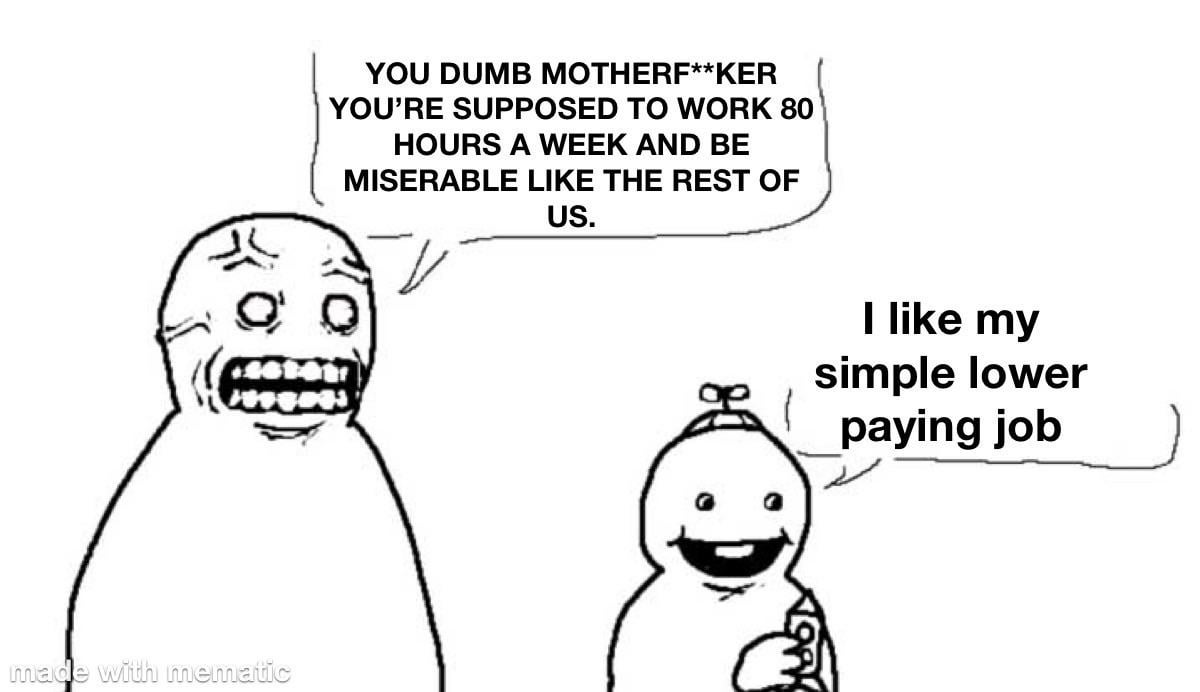 YOU DUMB MOTHERF**KER
YOU’RE SUPPOSED TO WORK 80
HOURS A WEEK AND BE
MISERABLE LIKE THE REST OF
US.
I like my
simple lower
paying job
made with mematic